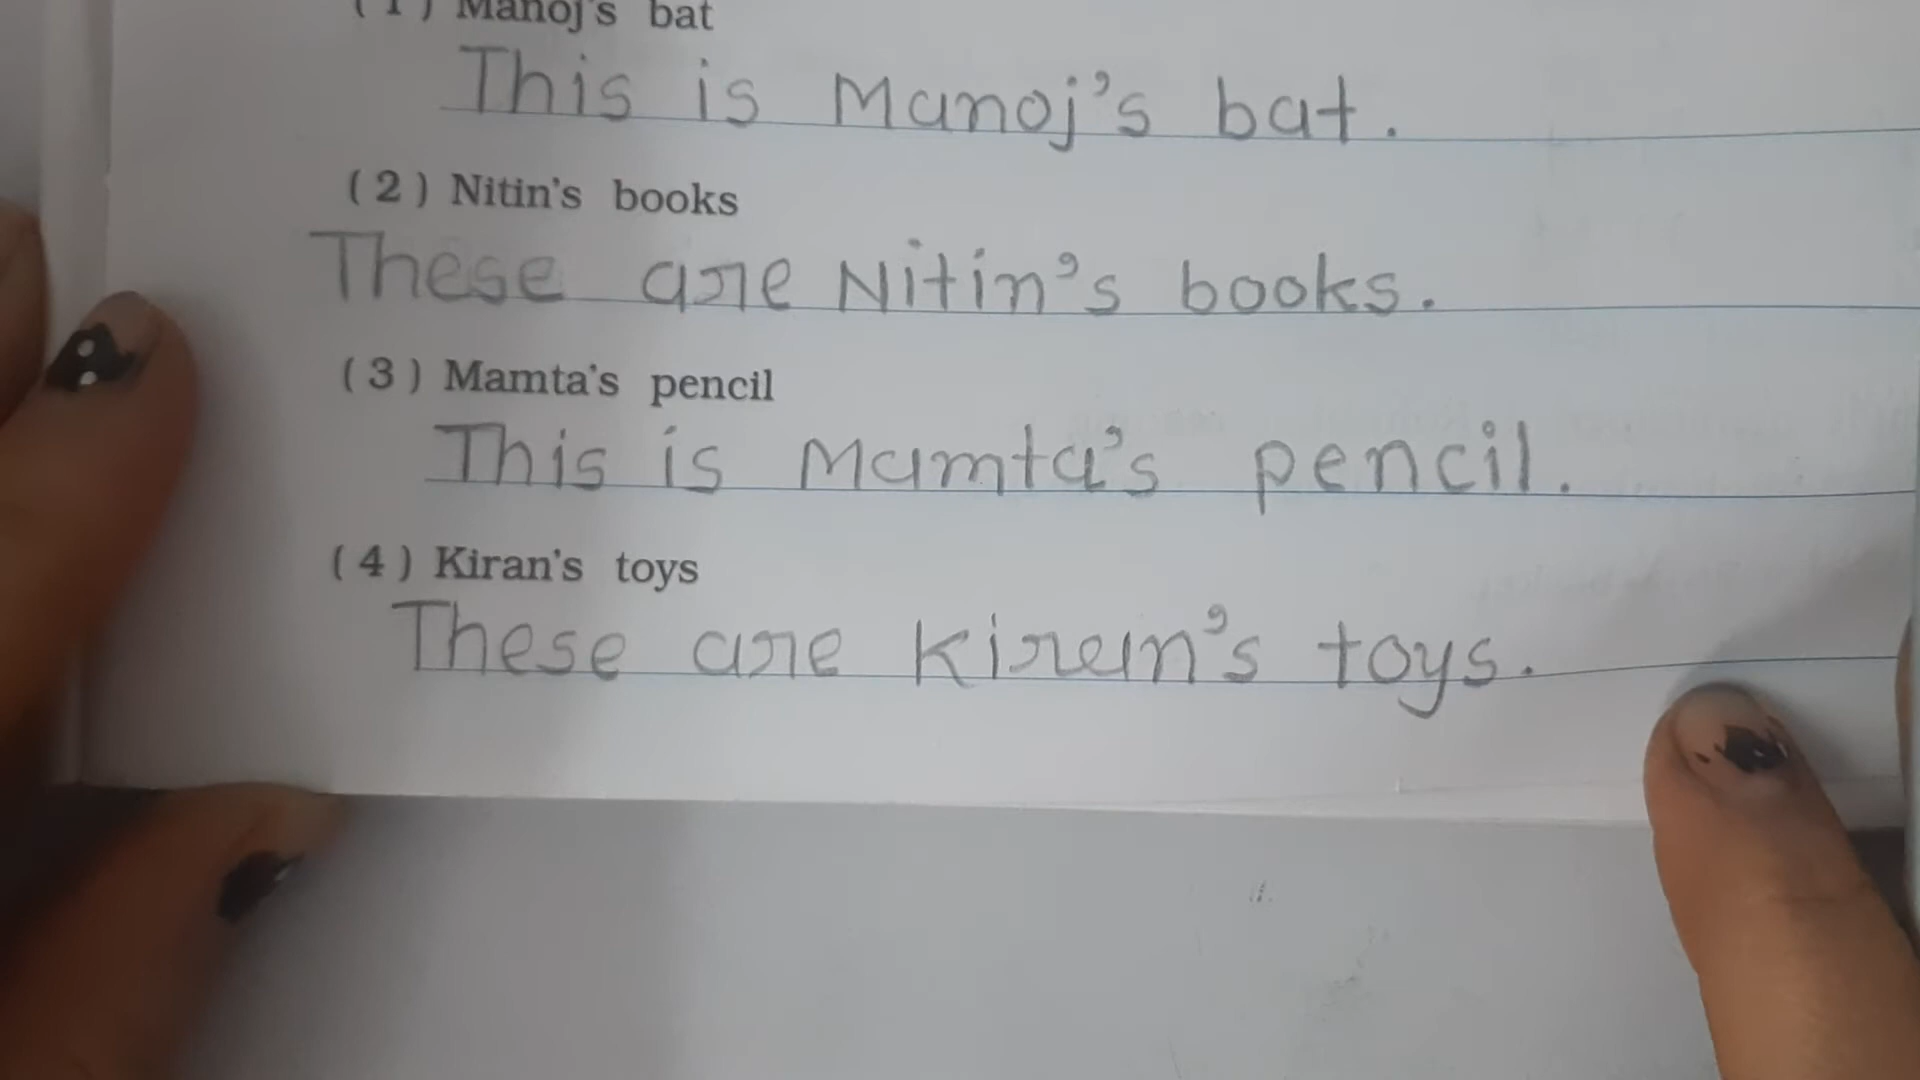 (1) Manoj's bat
This is Manoj's bat.
(2) Nitin's books
These are Nitin's books.
(3) Mamta's pencil
This is Mamta's pencil.
(4) Kiran's toys
These are Kiran's toys.